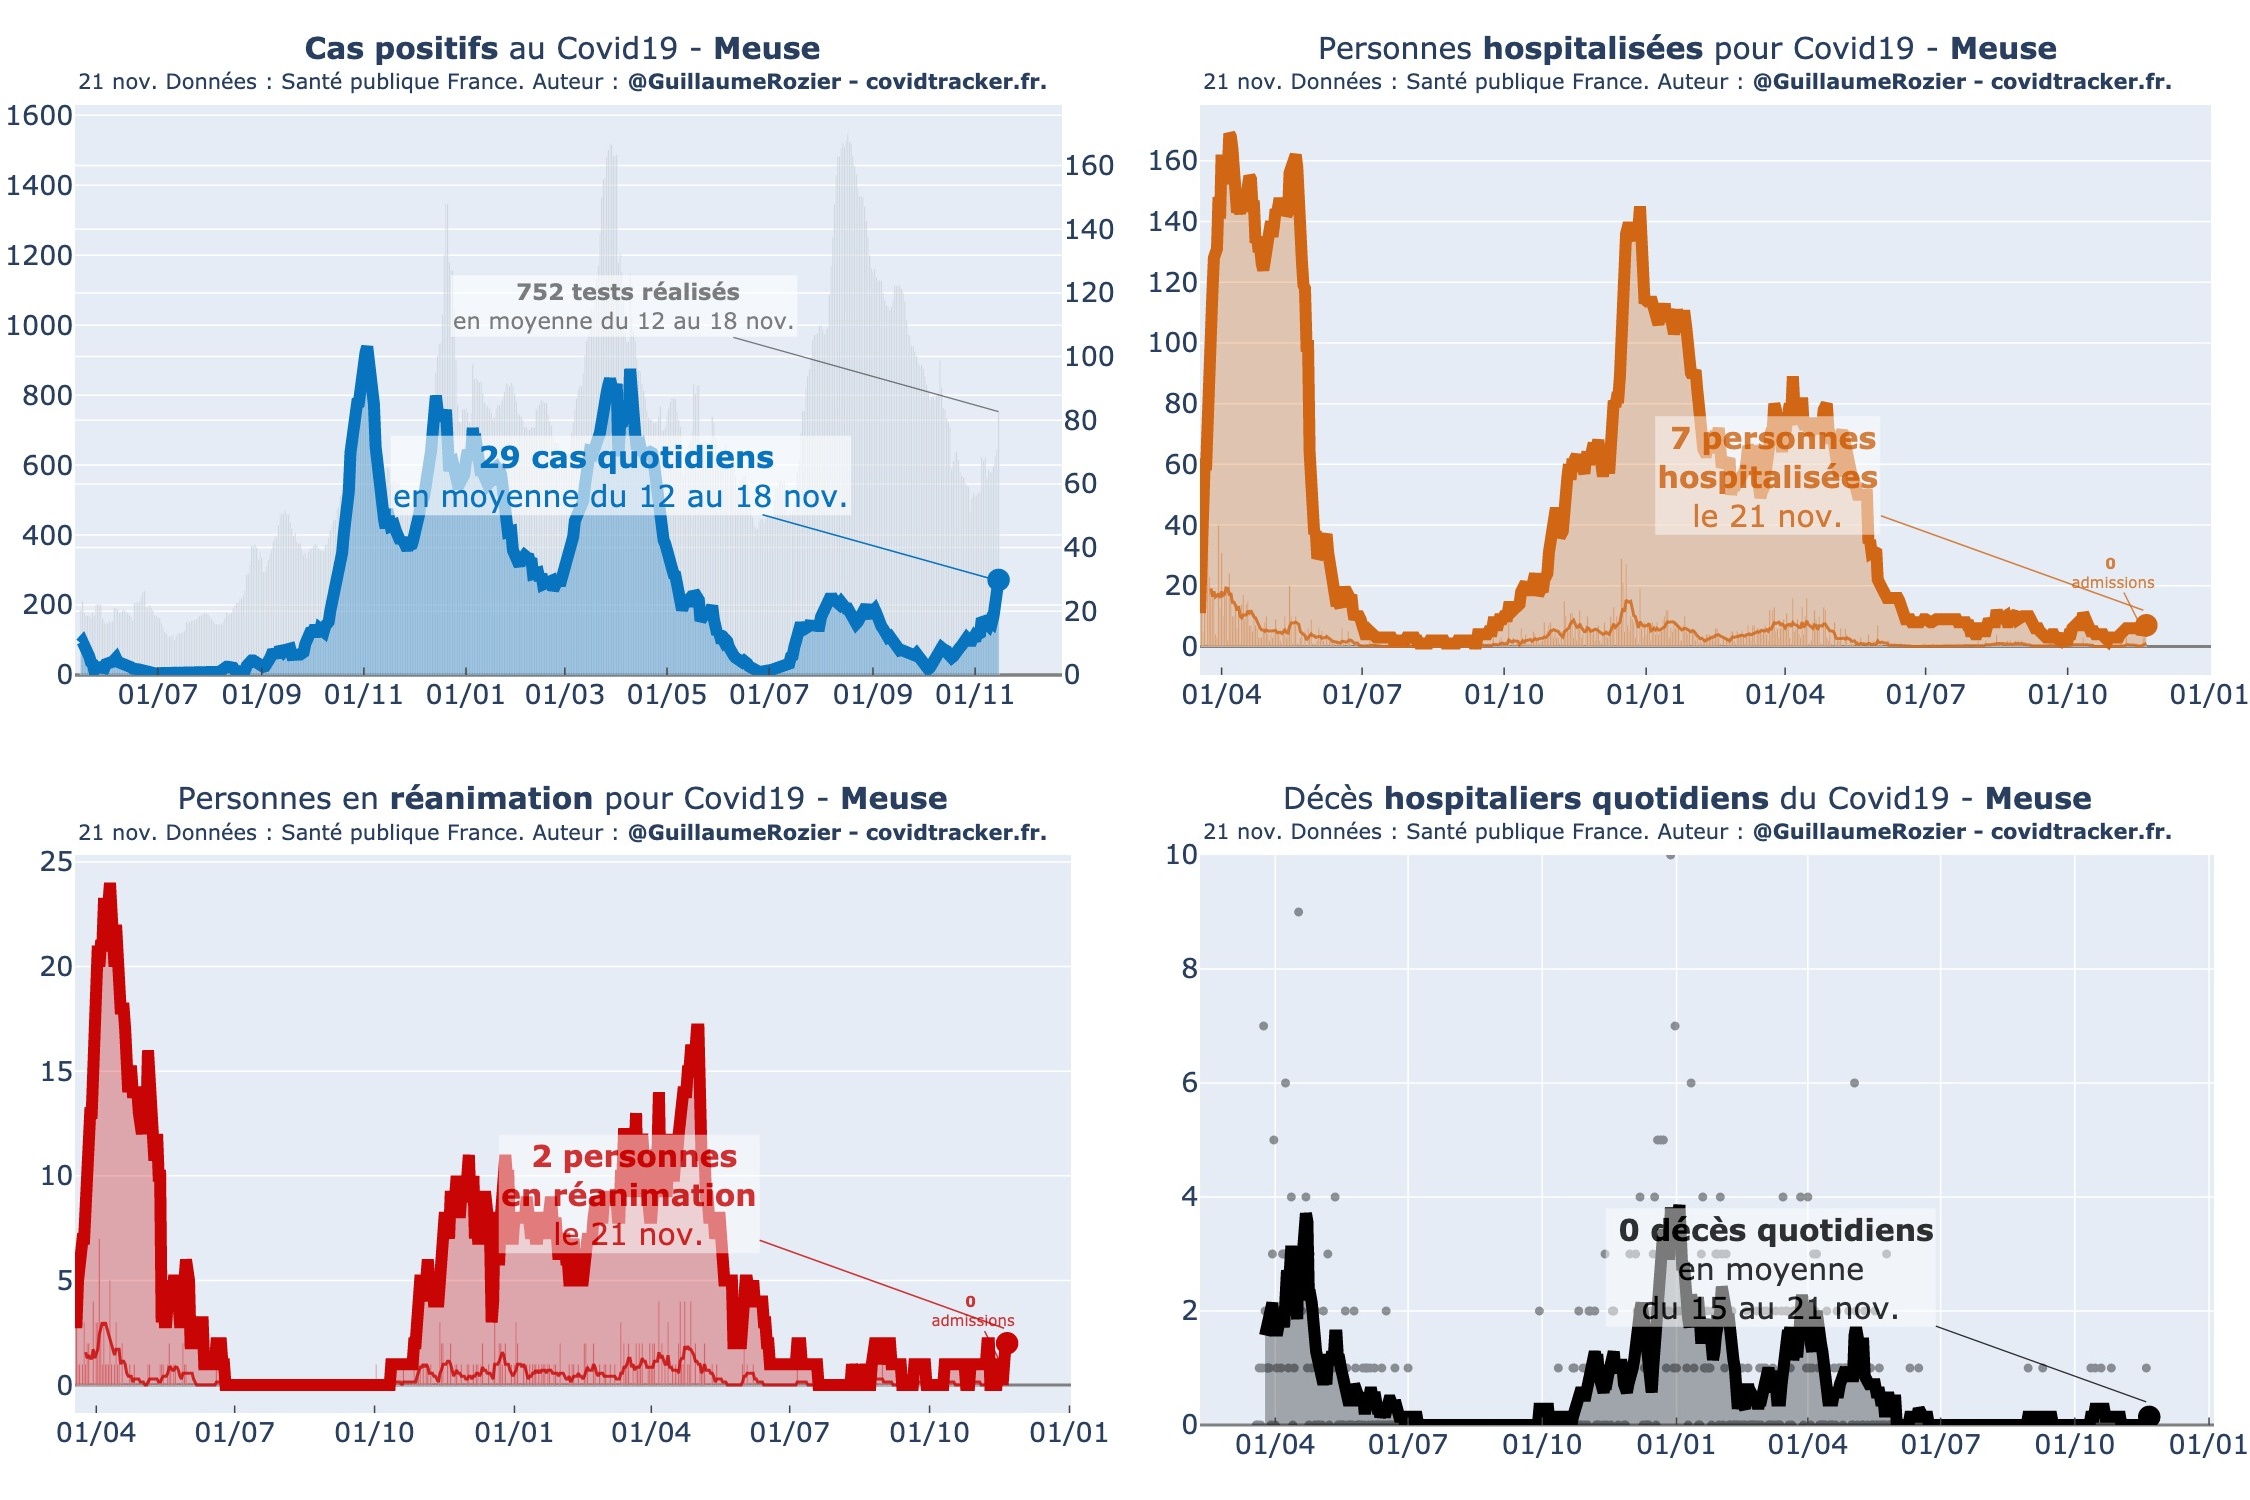 Cas positifs au Covid19 - Meuse
21 nov. Données : Santé publique France. Auteur : @GuillaumeRozier - covidtracker.fr.
1600
1400
1200
1000
800
600
400
200
0
160
140
120
100
80
60
40
20
0
752 tests réalisés
en moyenne du 12 au 18 nov.
29 cas quotidiens
en moyenne du 12 au 18 nov.
01/07 01/09 01/11 01/01 01/03 01/05 01/07 01/09 01/11
Personnes hospitalisées pour Covid19 - Meuse
21 nov. Données : Santé publique France. Auteur : @GuillaumeRozier - covidtracker.fr.
160
140
120
100
80
60
40
20
0
7 personnes
hospitalisées
le 21 nov.
0
admissions
01/04 01/07 01/10 01/01 01/04 01/07 01/10 01/01
Personnes en réanimation pour Covid19 - Meuse
21 nov. Données : Santé publique France. Auteur : @GuillaumeRozier - covidtracker.fr.
25
20
15
10
5
0
2 personnes
en réanimation
le 21 nov.
0
admissions
01/04 01/07 01/10 01/01 01/04 01/07 01/10 01/01
Décès hospitaliers quotidiens du Covid19 - Meuse
21 nov. Données : Santé publique France. Auteur : @GuillaumeRozier - covidtracker.fr.
10
8
6
4
2
0
0 décès quotidiens
en moyenne
du 15 au 21 nov.
01/04 01/07 01/10 01/01 01/04 01/07 01/10 01/01